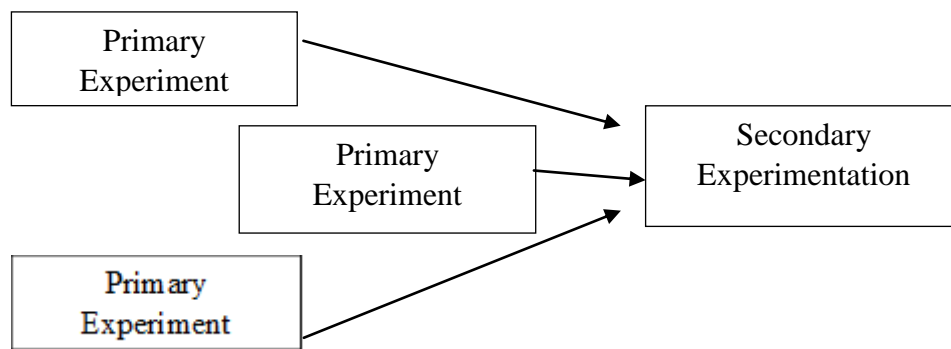 Primary
Experiment
Primary
Experiment
Secondary
Experimentation
Primary
Experiment